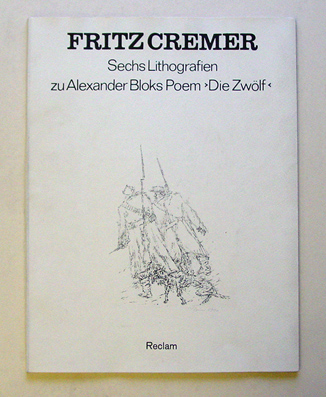 FRITZ CREMER
Sechs Lithografien
zu Alexander Bloks Poem ›Die Zwölf‹
Reclam